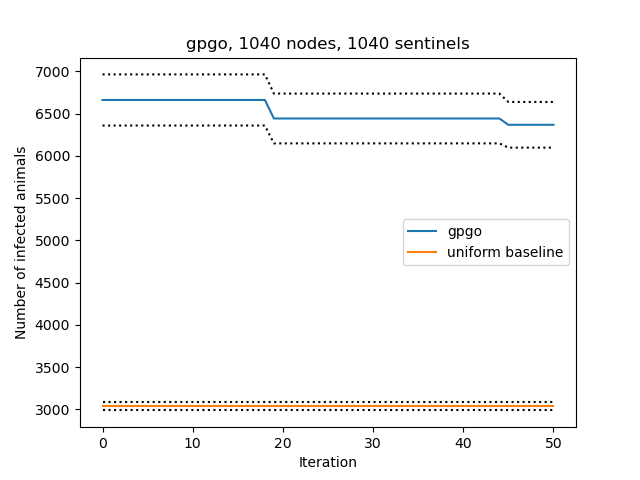 gpgo, 1040 nodes, 1040 sentinels
Number of infected animals
7000
6500
6000
5500
5000
4500
4000
3500
3000
gpgo
uniform baseline
0 10 20 30 40 50
Iteration